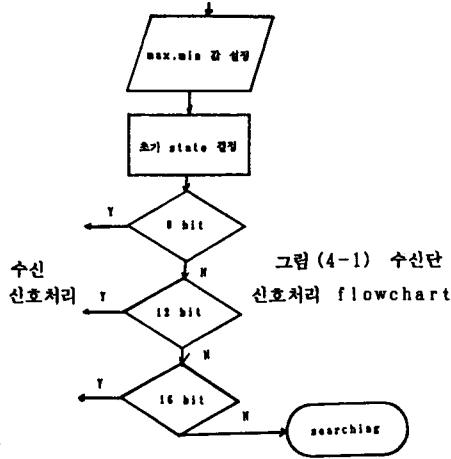 max.min 값 설정
초기 state 결정
8 bit
Y
N
수신
신호처리
그림 (4-1) 수신단
신호처리 flowchart
Y
12 bit
N
Y
16 bit
N
searching